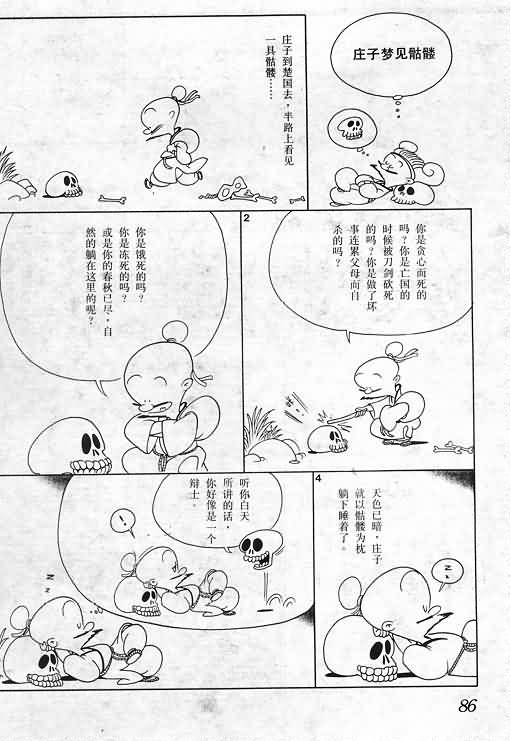 庄子梦见骷髅
庄子到楚国去，半路上看见
一具骷髅……
2
你是贪心而死的
吗？你是亡国的
时候被刀剑砍死
的吗？你是做了坏
事连累父母而自
杀的吗？
你是饿死的吗？
你是冻死的吗？
或是你的春秋已尽，自
然的躺在这里的呢？
4
天色已暗，庄子
就以骷髅为枕
躺下睡着了。
z
听你白天
所讲的话，
你好像是一个
辩士。
!
z
z
86